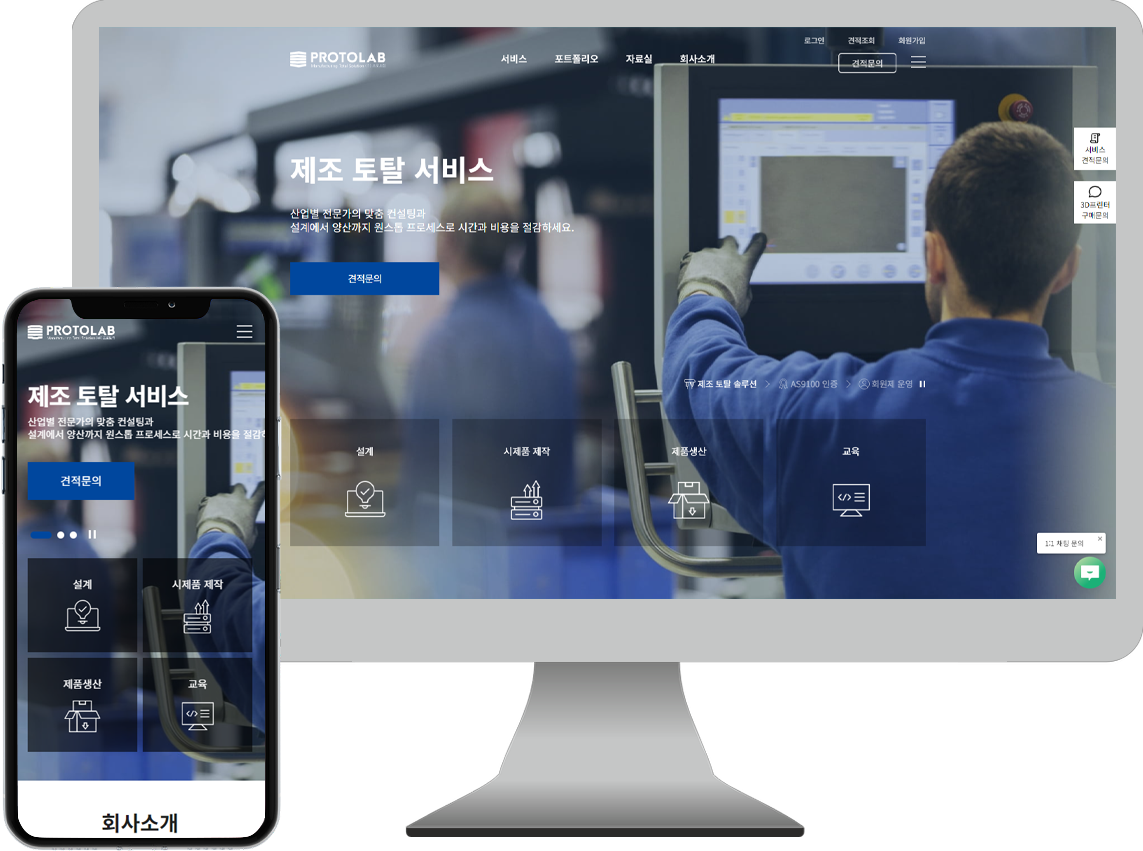 로그인 견적조회 회원가입
PROTOLAB
서비스 포트폴리오 자료실 회사소개
견적문의
서비스
견적문의
3D프린터
구매문의
제조 토탈 서비스
산업별 전문가의 맞춤 컨설팅과
설계에서 양산까지 원스톱 프로세스로 시간과 비용을 절감하세요.
견적문의
제조 토탈 솔루션 AS9100 인증 회원제 운영
설계 시제품 제작 제품생산 교육
1:1 채팅 문의
PROTOLAB
제조 토탈 서비스
산업별 전문가의 맞춤 컨설팅과
설계에서 양산까지 원스톱 프로세스로 시간과 비용을 절감
견적문의
설계 시제품 제작
제품생산 교육
회사소개